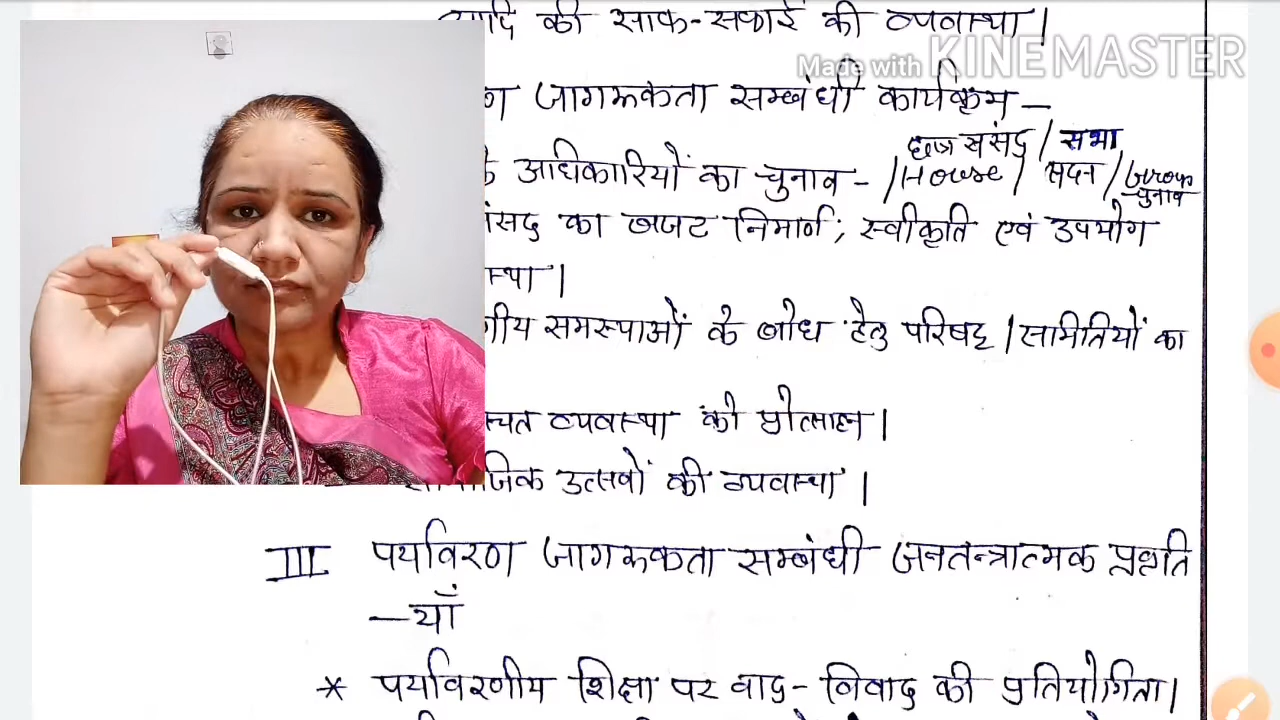 त्यादि की साफ-सफाई की व्यवस्था।
Made with KINEMASTER
जागरूकता सम्बंधी कार्यक्रम –
छात्र संसद / सभा
के अधिकारियों का चुनाव - / House / सदन / Group चुनाव
संसद का बजट निमार्ण; स्वीकृति एवं उपयोग
स्था।
समस्याओं के बोध हेतु परिषद् / समितियों का
व्यवस्था को प्रोत्साहन।
उत्सवों की व्यवस्था।
III पर्यावरण जागरूकता सम्बंधी जनतन्त्रात्मक प्रवृति
–याँ
* पर्यावरणीय शिक्षा पर वाद-विवाद की प्रतियोगिता।